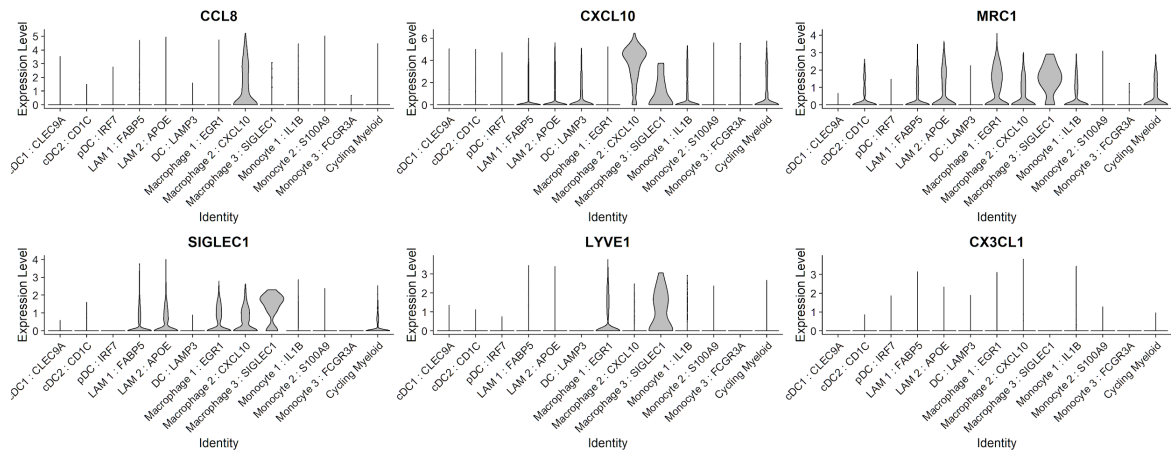 CCL8
Expression Level
5
4
3
2
1
0
cDC1 : CLEC9A
cDC2 : CD1C
pDC : IRF7
LAM 1 : FABP5
LAM 2 : APOE
DC : LAMP3
Macrophage 1 : EGR1
Macrophage 2 : CXCL10
Macrophage 3 : SIGLEC1
Monocyte 1 : IL1B
Monocyte 2 : S100A9
Monocyte 3 : FCGR3A
Cycling Myeloid
Identity
CXCL10
Expression Level
6
4
2
0
cDC1 : CLEC9A
cDC2 : CD1C
pDC : IRF7
LAM 1 : FABP5
LAM 2 : APOE
DC : LAMP3
Macrophage 1 : EGR1
Macrophage 2 : CXCL10
Macrophage 3 : SIGLEC1
Monocyte 1 : IL1B
Monocyte 2 : S100A9
Monocyte 3 : FCGR3A
Cycling Myeloid
Identity
MRC1
Expression Level
4
3
2
1
0
cDC1 : CLEC9A
cDC2 : CD1C
pDC : IRF7
LAM 1 : FABP5
LAM 2 : APOE
DC : LAMP3
Macrophage 1 : EGR1
Macrophage 2 : CXCL10
Macrophage 3 : SIGLEC1
Monocyte 1 : IL1B
Monocyte 2 : S100A9
Monocyte 3 : FCGR3A
Cycling Myeloid
Identity
SIGLEC1
Expression Level
4
3
2
1
0
cDC1 : CLEC9A
cDC2 : CD1C
pDC : IRF7
LAM 1 : FABP5
LAM 2 : APOE
DC : LAMP3
Macrophage 1 : EGR1
Macrophage 2 : CXCL10
Macrophage 3 : SIGLEC1
Monocyte 1 : IL1B
Monocyte 2 : S100A9
Monocyte 3 : FCGR3A
Cycling Myeloid
Identity
LYVE1
Expression Level
3
2
1
0
cDC1 : CLEC9A
cDC2 : CD1C
pDC : IRF7
LAM 1 : FABP5
LAM 2 : APOE
DC : LAMP3
Macrophage 1 : EGR1
Macrophage 2 : CXCL10
Macrophage 3 : SIGLEC1
Monocyte 1 : IL1B
Monocyte 2 : S100A9
Monocyte 3 : FCGR3A
Cycling Myeloid
Identity
CX3CL1
Expression Level
3
2
1
0
cDC1 : CLEC9A
cDC2 : CD1C
pDC : IRF7
LAM 1 : FABP5
LAM 2 : APOE
DC : LAMP3
Macrophage 1 : EGR1
Macrophage 2 : CXCL10
Macrophage 3 : SIGLEC1
Monocyte 1 : IL1B
Monocyte 2 : S100A9
Monocyte 3 : FCGR3A
Cycling Myeloid
Identity